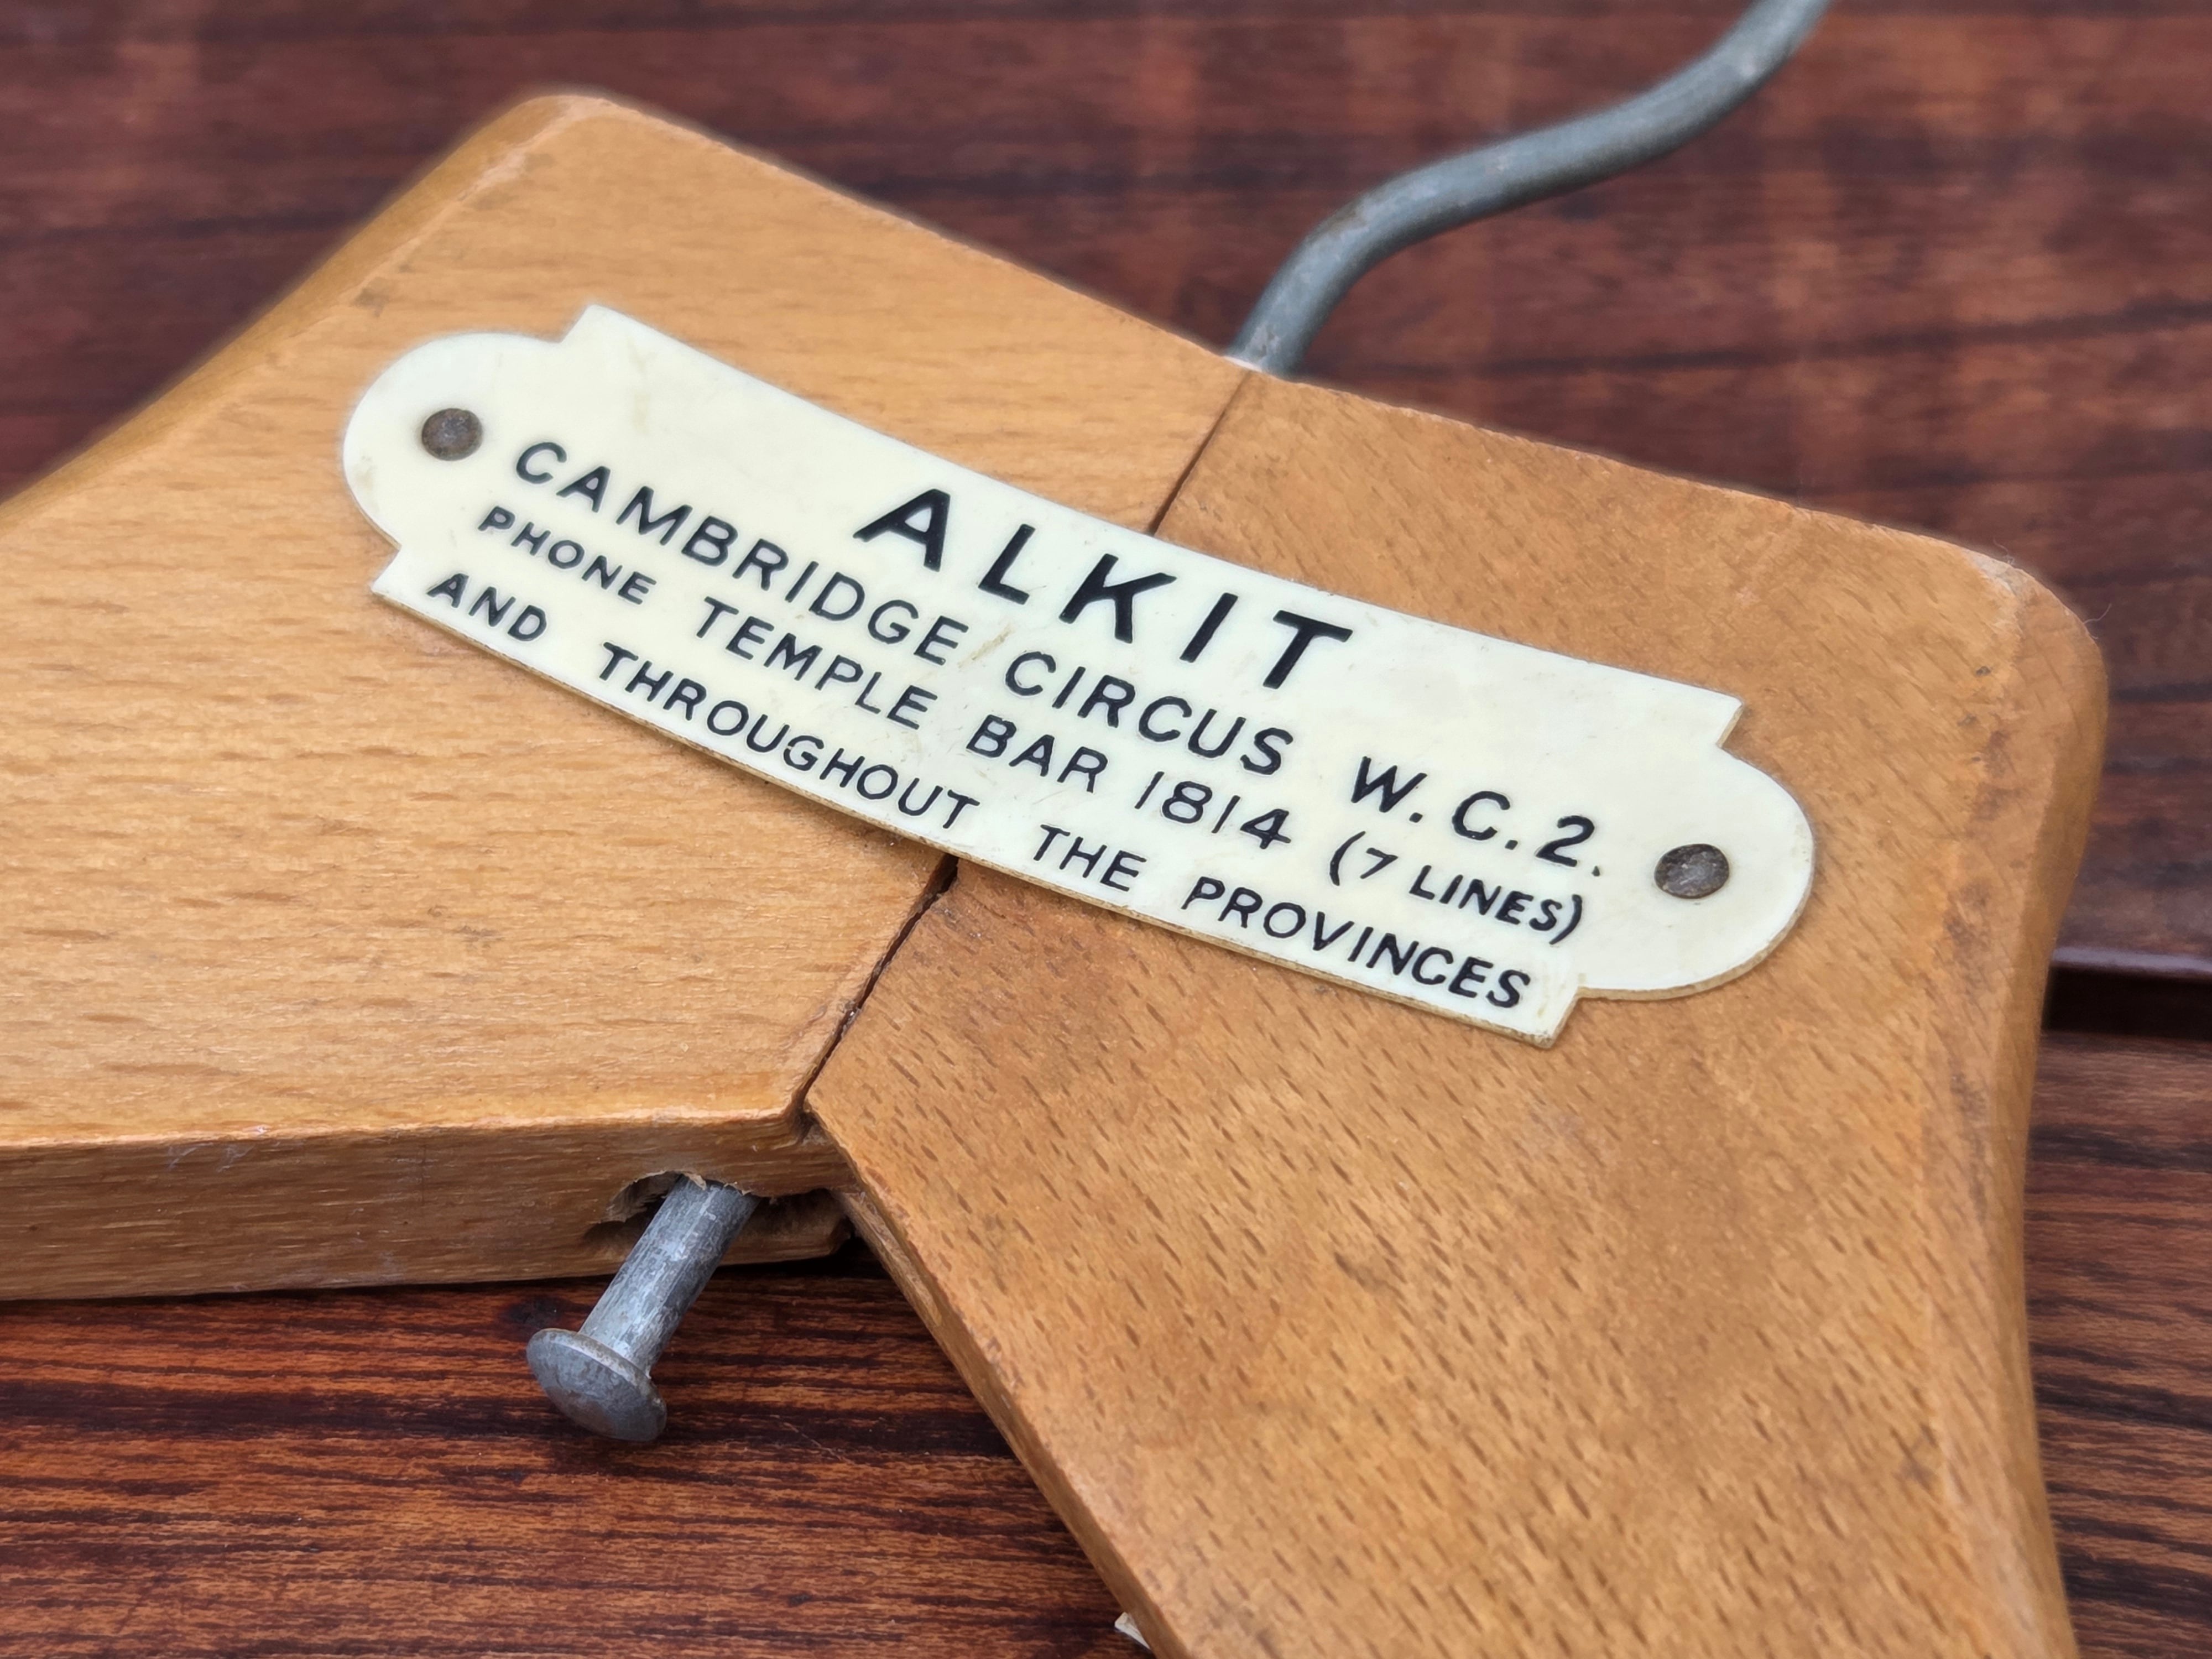 ALKIT
CAMBRIDGE CIRCUS W.C.2.
PHONE TEMPLE BAR 1814 (7 LINES)
AND THROUGHOUT THE PROVINCES